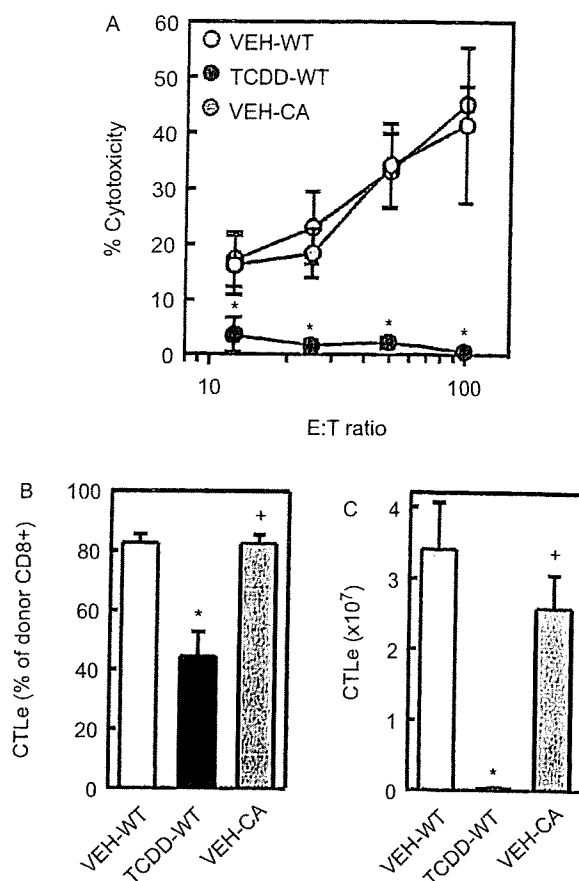 A
60
50
40
30
20
10
0
% Cytotoxicity
VEH-WT
TCDD-WT
VEH-CA
*
*
*
*
10
100
E:T ratio
B
100
80
60
40
20
0
CTLe (% of donor CD8+)
*
+
VEH-WT
TCDD-WT
VEH-CA
C
4
3
2
1
0
CTLe (x10⁷)
*
+
VEH-WT
TCDD-WT
VEH-CA